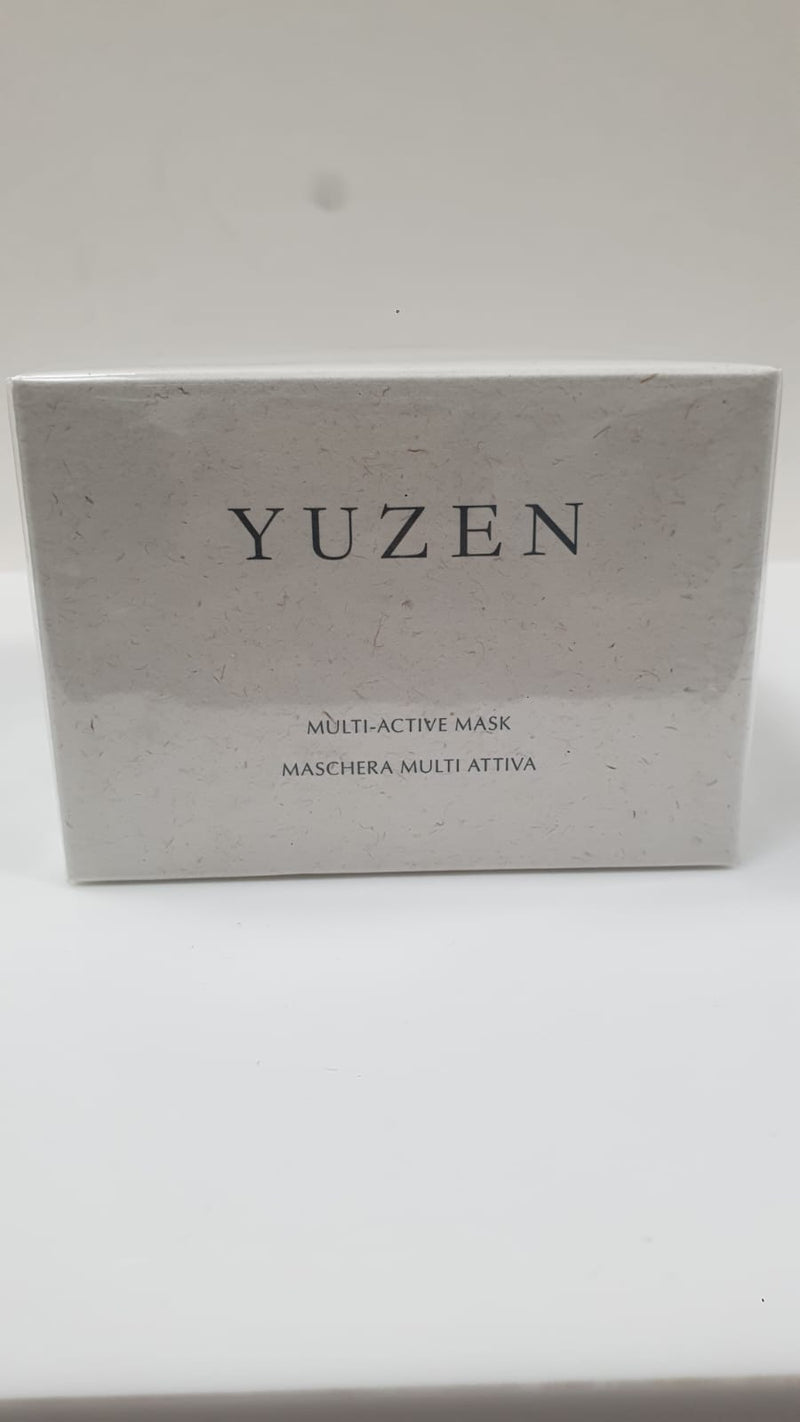 YUZEN
MULTI-ACTIVE MASK
MASCHERA MULTI ATTIVA